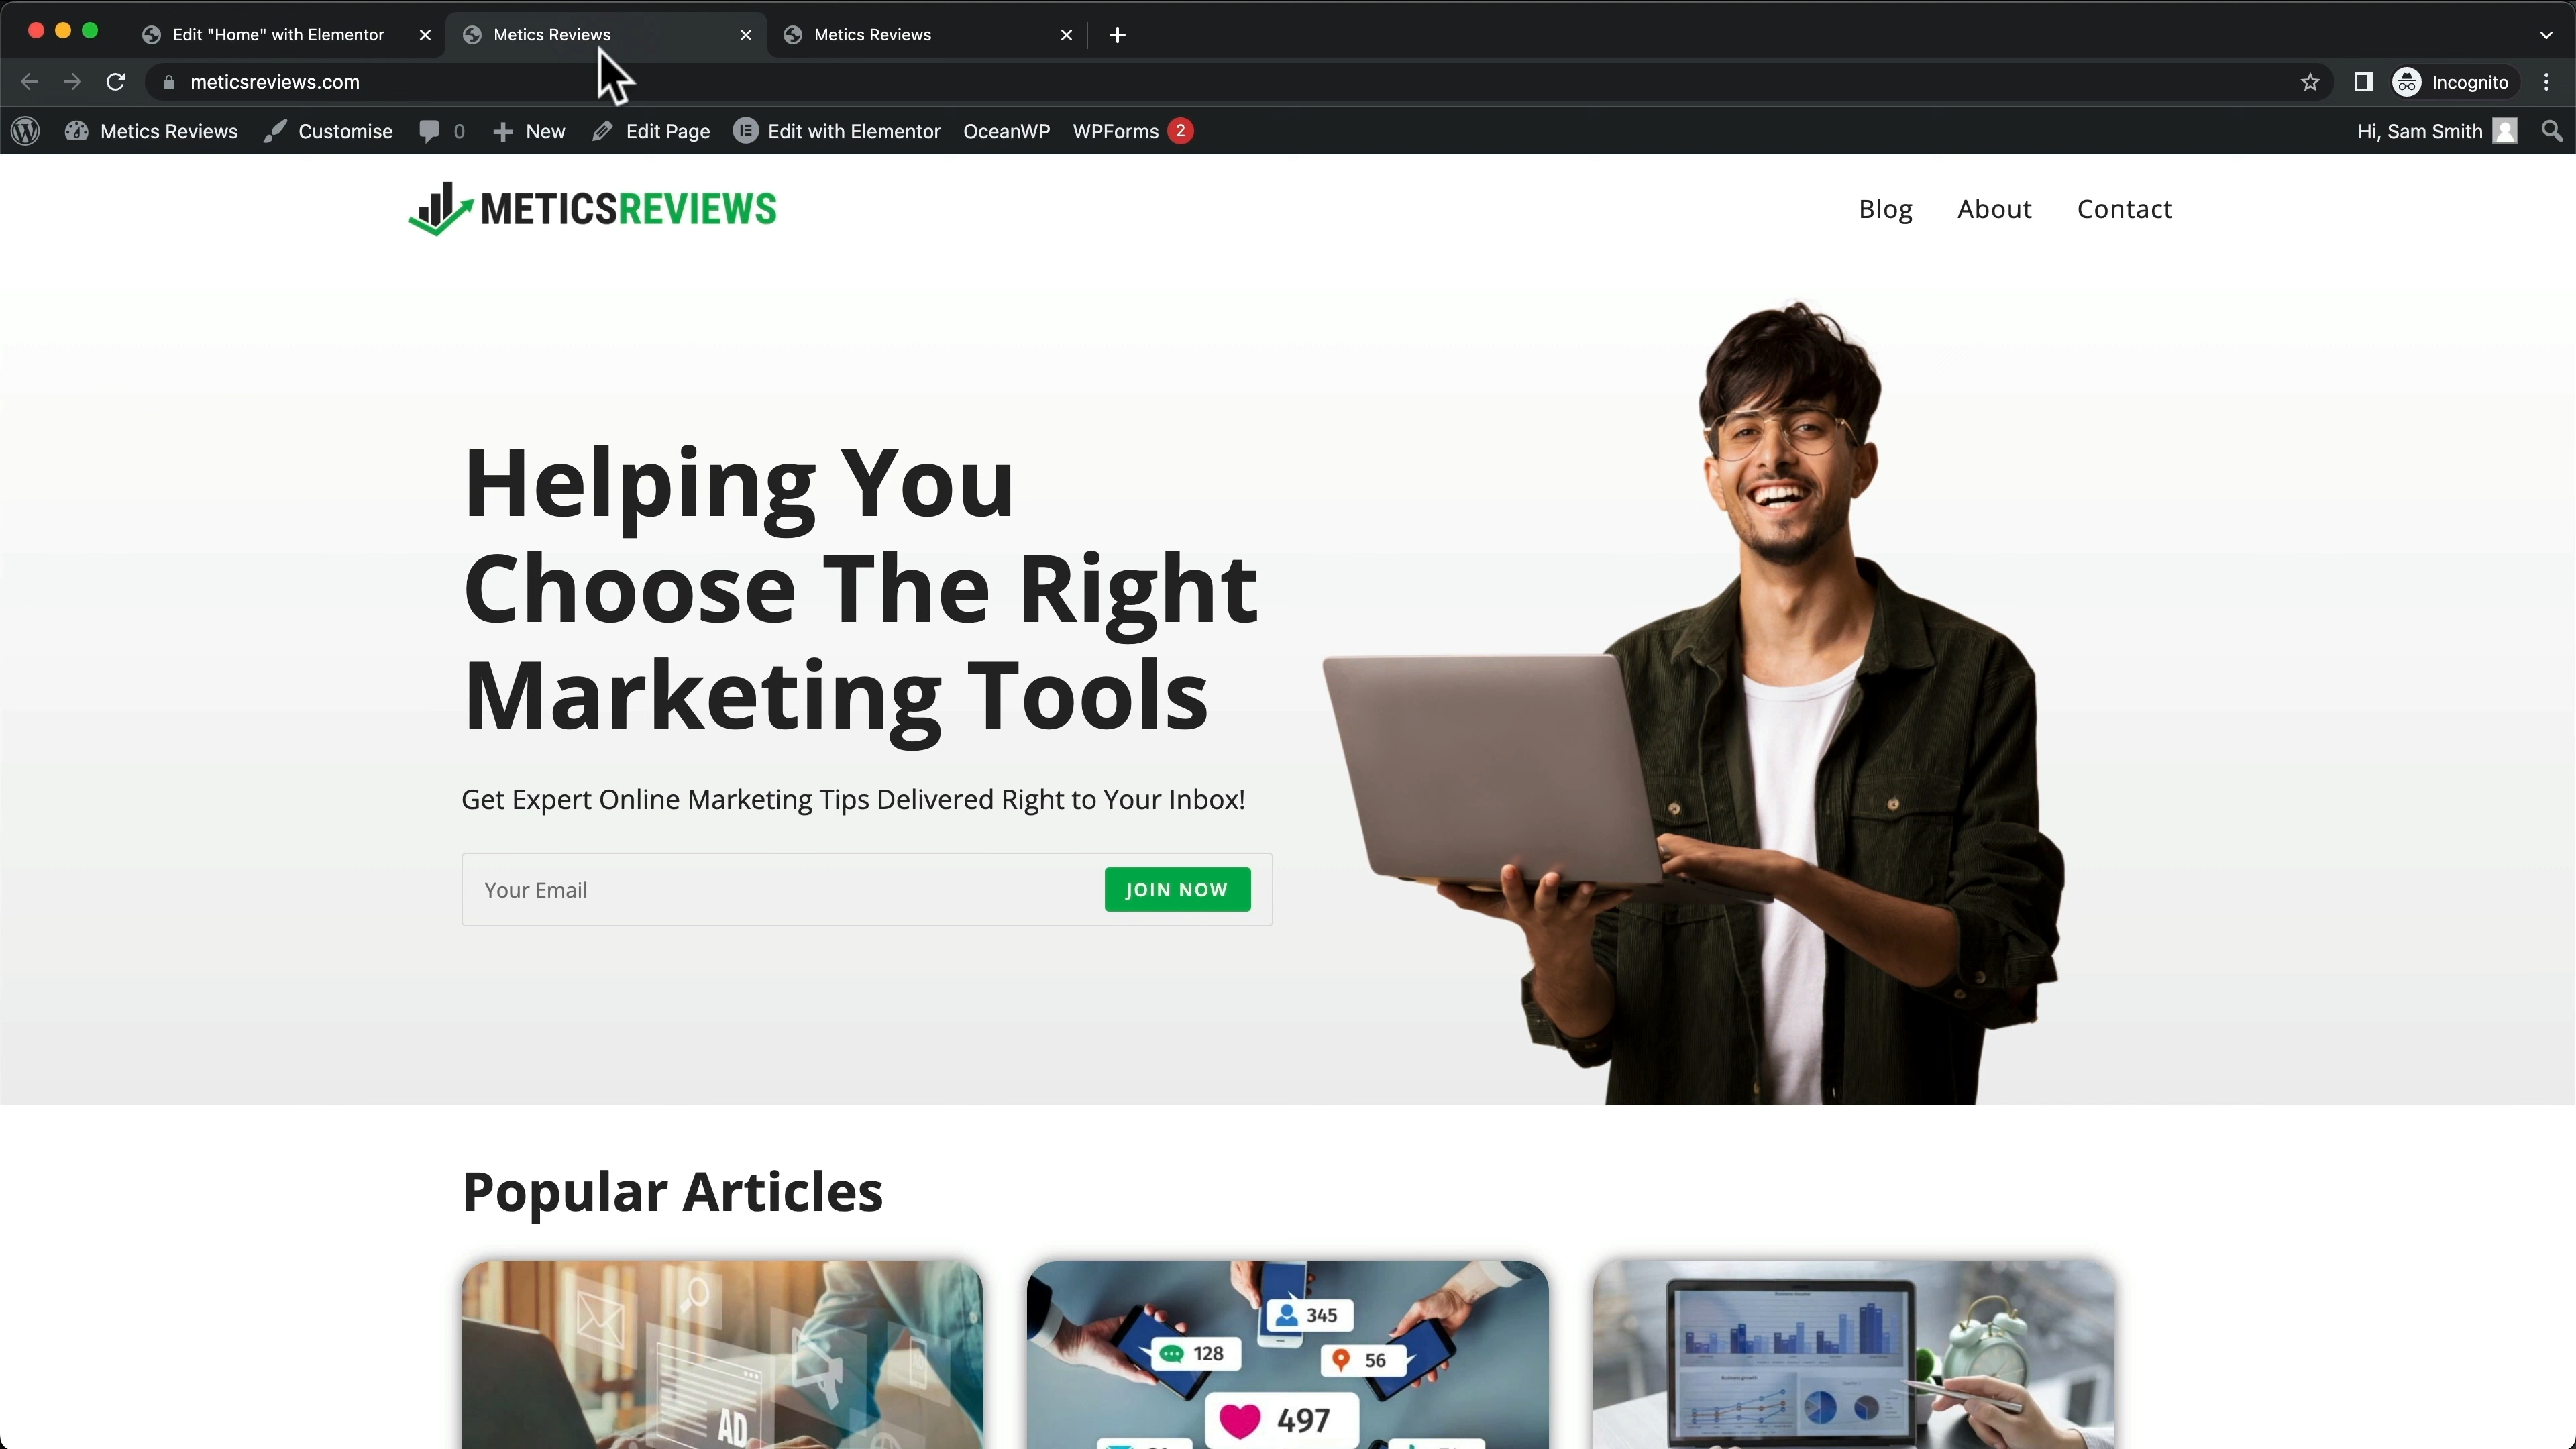 Edit "Home" with Elementor
Metics Reviews
Metics Reviews
meticsreviews.com
Incognito
Metics Reviews
Customise
0
New
Edit Page
Edit with Elementor
OceanWP
WPForms 2
Hi, Sam Smith
METICSREVIEWS
Blog
About
Contact
Helping You
Choose The Right
Marketing Tools
Get Expert Online Marketing Tips Delivered Right to Your Inbox!
Your Email
JOIN NOW
Popular Articles
AD
345
128
56
497